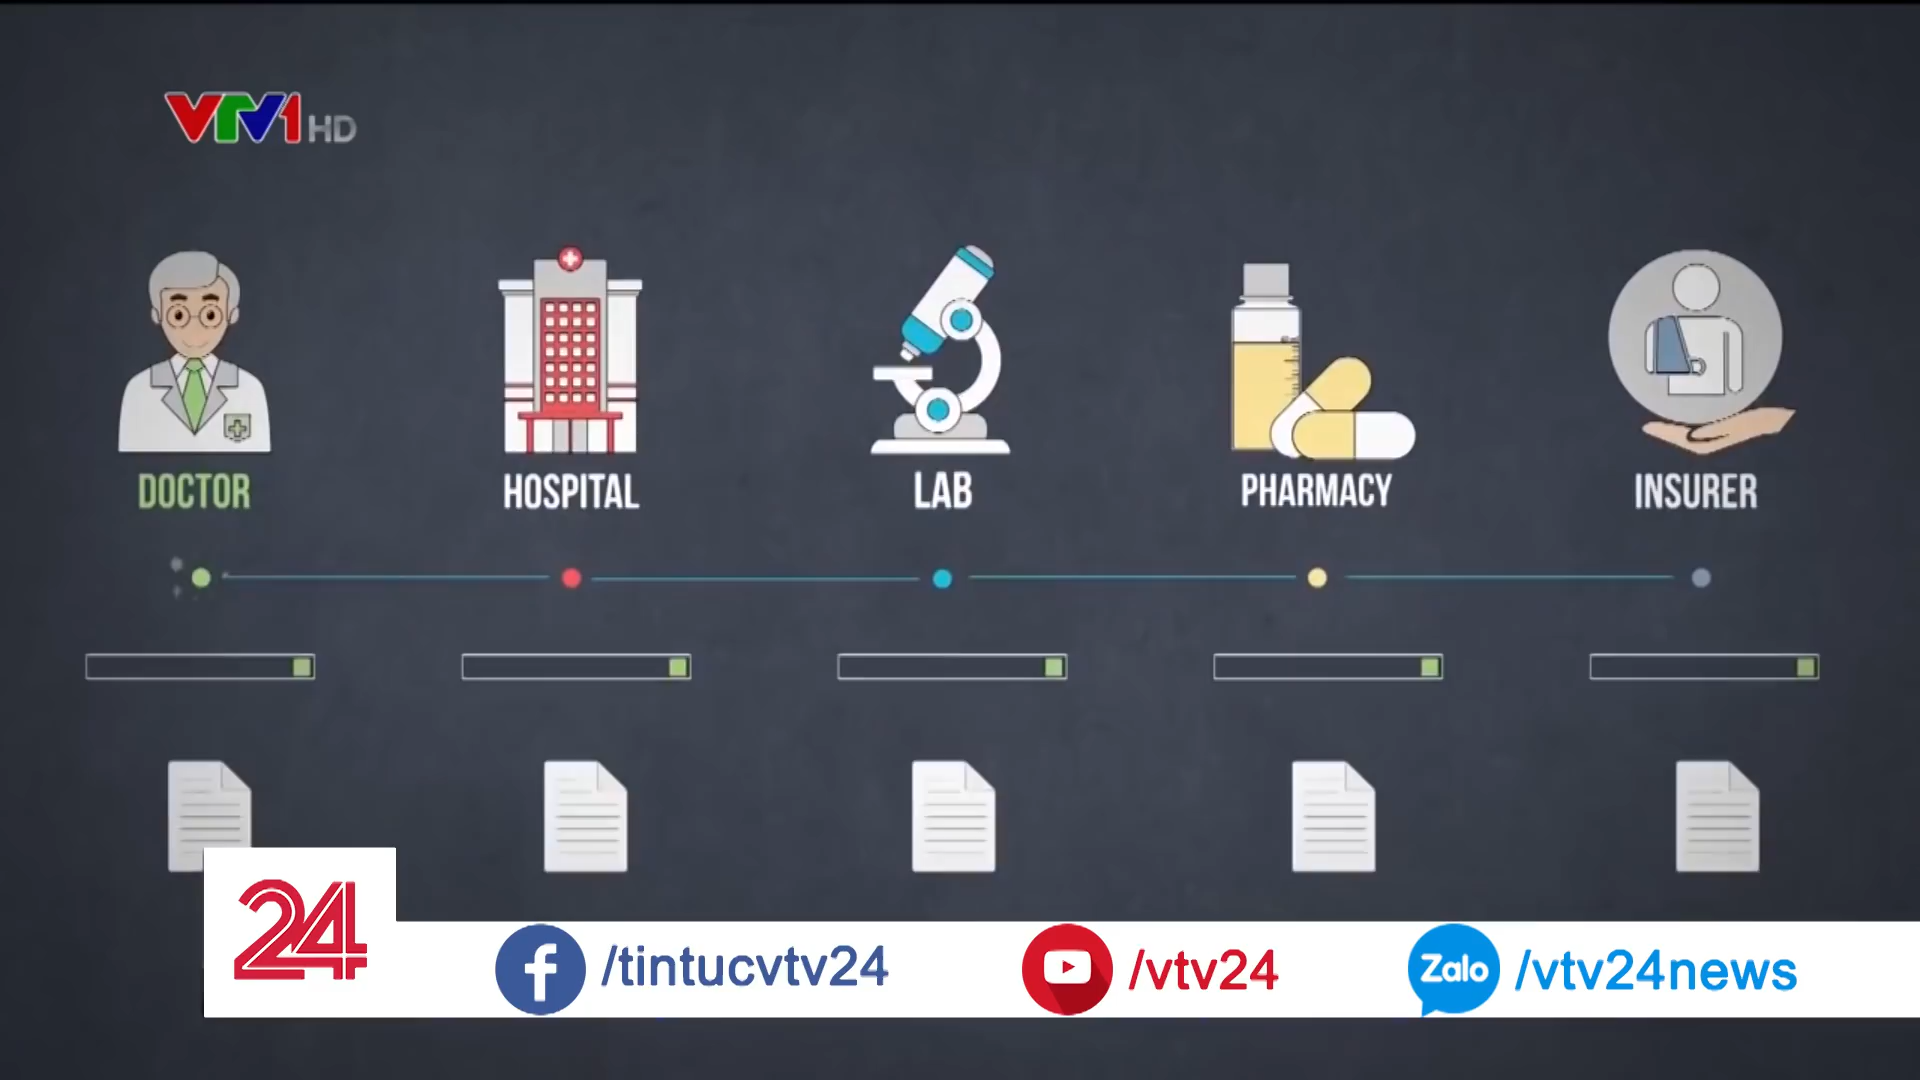 VTV1 HD
DOCTOR
HOSPITAL
LAB
PHARMACY
INSURER
24
/tintucvtv24
/vtv24
Zalo
/vtv24news